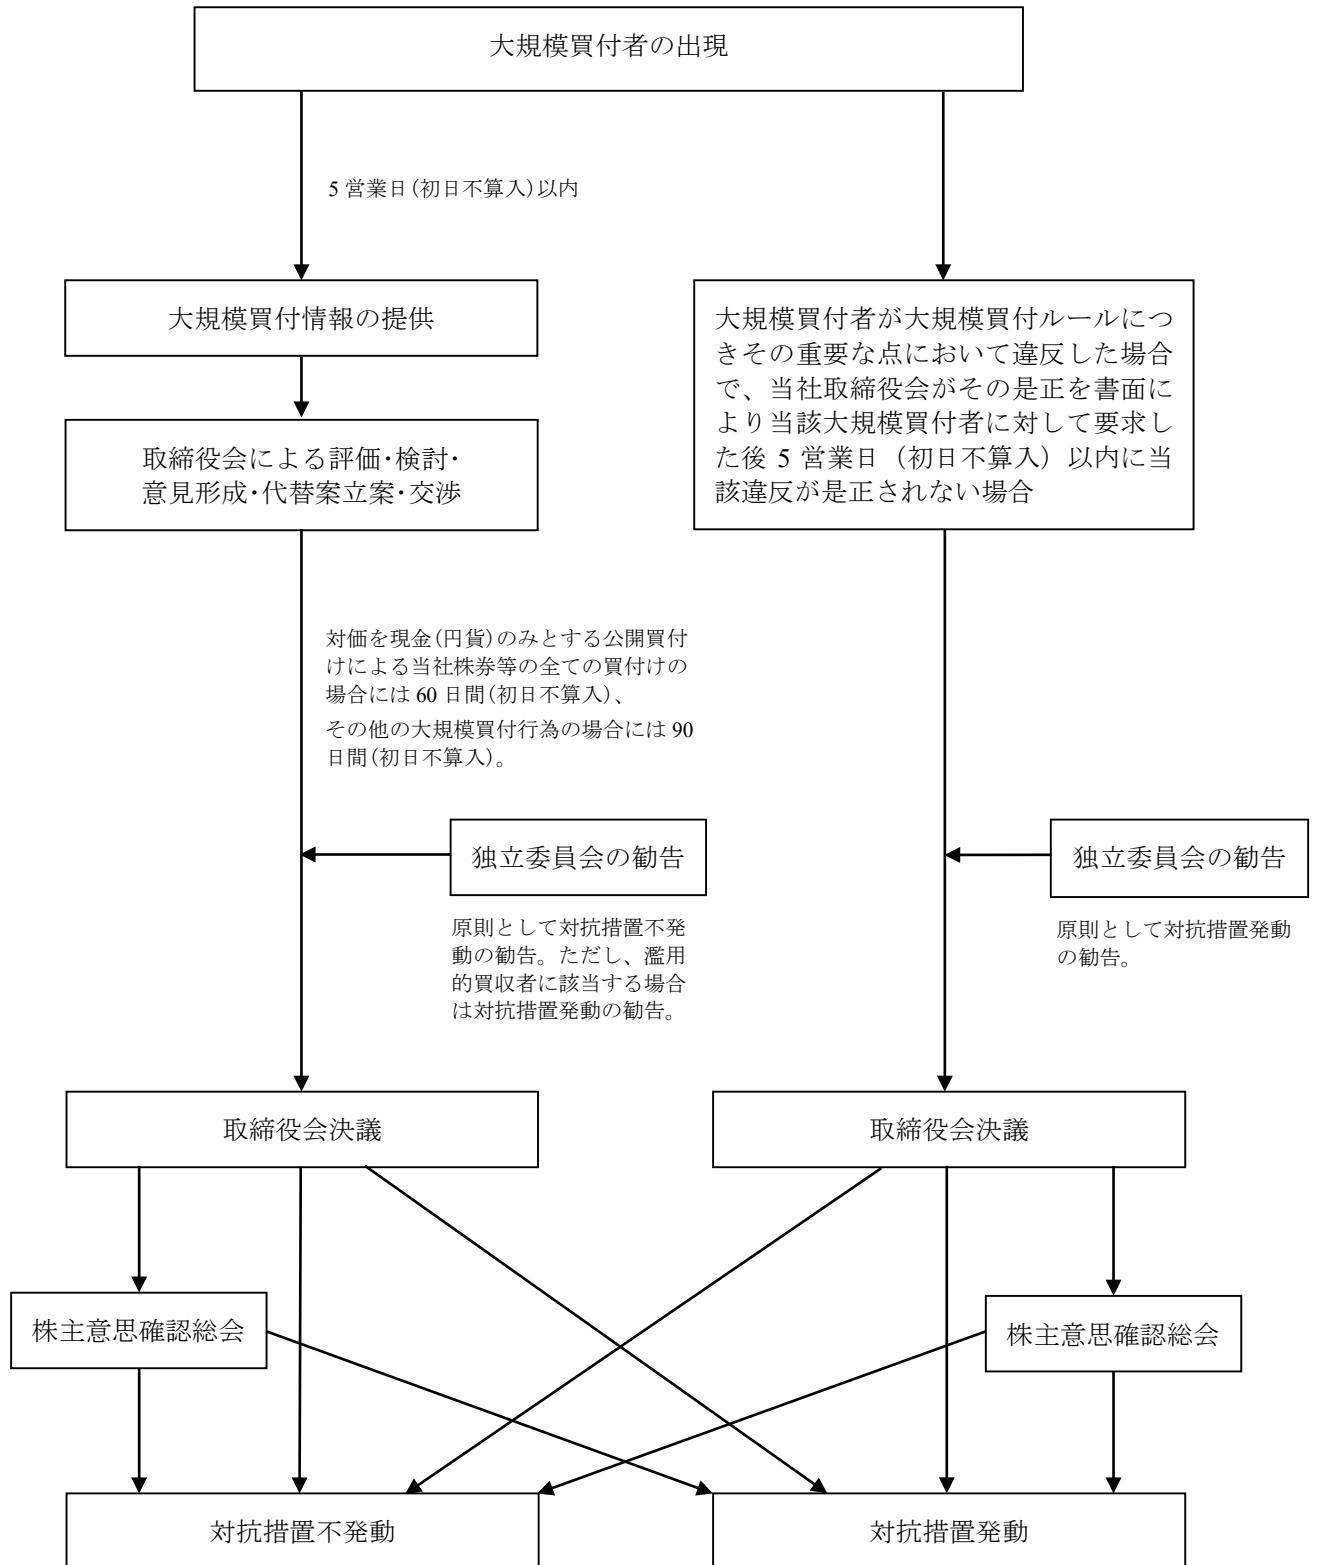 大規模買付者の出現
5 営業日(初日不算入)以内
大規模買付情報の提供
取締役会による評価・検討・
意見形成・代替案立案・交渉
大規模買付者が大規模買付ルールにつ
きその重要な点において違反した場合
で、当社取締役会がその是正を書面に
より当該大規模買付者に対して要求し
た後 5 営業日（初日不算入）以内に当
該違反が是正されない場合
対価を現金(円貨)のみとする公開買付
けによる当社株券等の全ての買付けの
場合には 60 日間(初日不算入)、
その他の大規模買付行為の場合には 90
日間(初日不算入)。
独立委員会の勧告
原則として対抗措置不発
動の勧告。ただし、濫用
的買収者に該当する場合
は対抗措置発動の勧告。
独立委員会の勧告
原則として対抗措置発動
の勧告。
取締役会決議
取締役会決議
株主意思確認総会
株主意思確認総会
対抗措置不発動
対抗措置発動